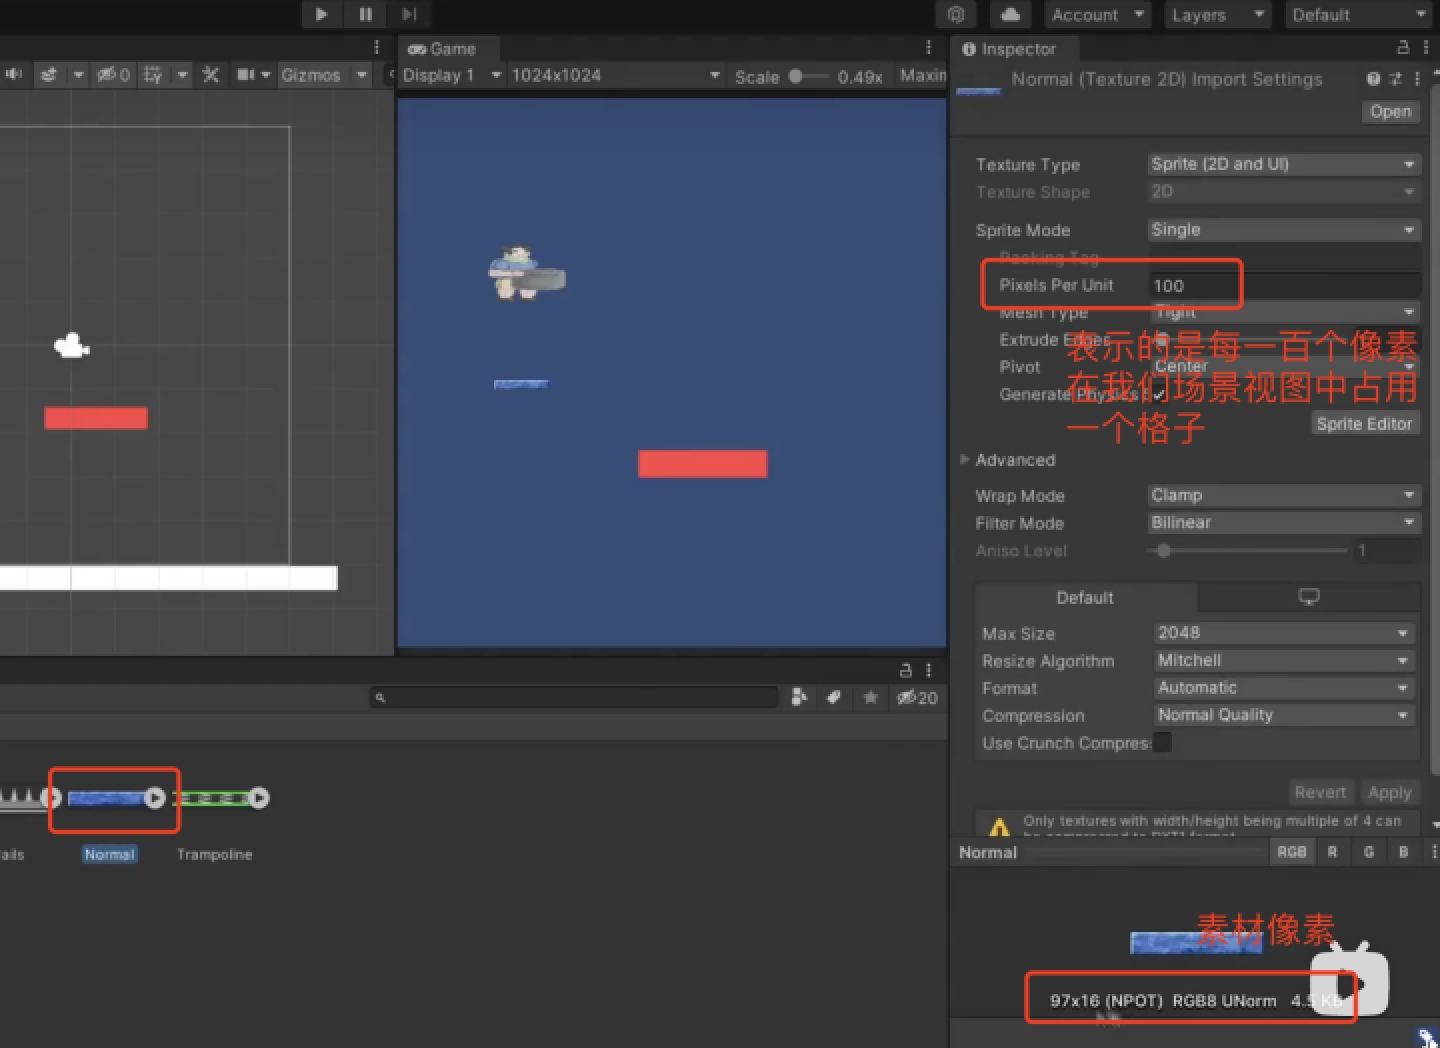 Account
Layers
Default
Game
Inspector
0
Gizmos
Display 1
1024x1024
Scale
0.49x
Maxin
Normal (Texture 2D) Import Settings
Open
Texture Type
Sprite (2D and UI)
Texture Shape
2D
Sprite Mode
Single
Packing Tag
Pixels Per Unit
100
Mesh Type
Tight
Extrude Edges
表示的是每一百个像素
Pivot
Center
在我们场景视图中占用
Generate Physics S
一个格子
Sprite Editor
Advanced
Wrap Mode
Clamp
Filter Mode
Bilinear
Aniso Level
1
Default
Max Size
2048
Resize Algorithm
Mitchell
Format
Automatic
Compression
Normal Quality
Use Crunch Compres
20
Revert
Apply
Only textures with width/height being multiple of 4 can
ails
Normal
Trampoline
Normal
RGB
R
G
B
素材像素
97x16 (NPOT) RGB8 UNorm 4.5 KB